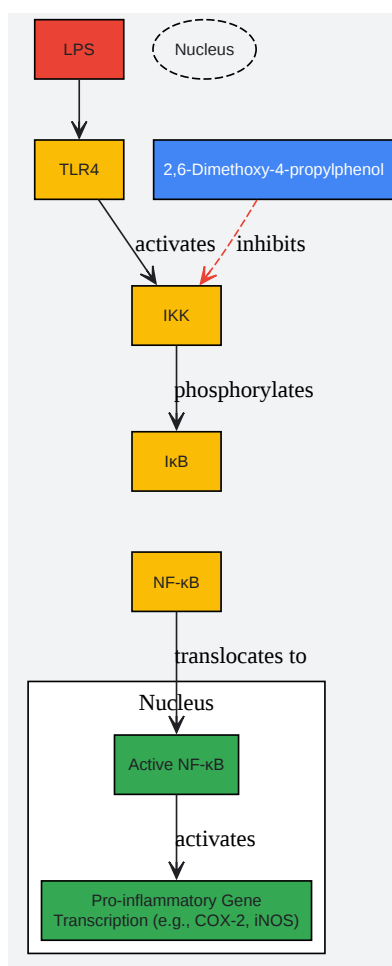 LPS
Nucleus
TLR4
2,6-Dimethoxy-4-propylphenol
activates
inhibits
IKK
phosphorylates
IκB
NF-κB
translocates to
Nucleus
Active NF-κB
activates
Pro-inflammatory Gene
Transcription (e.g., COX-2, iNOS)